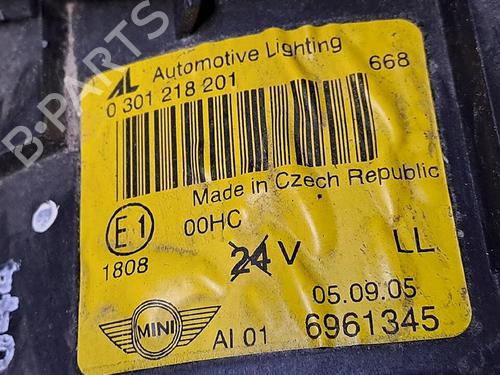 AL Automotive Lighting
0 301 218 201 668
Made in Czech Republic
E1 00HC
1808 24 V LL
05.09.05
MINI AI 01 6961345
B-PARTS